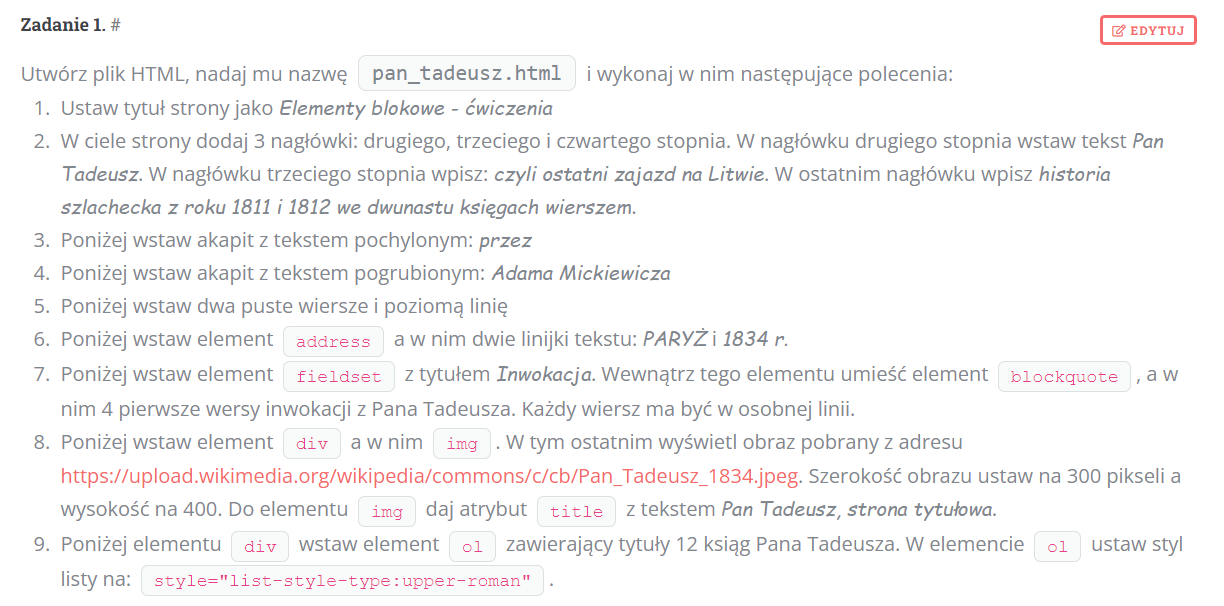 Zadanie 1. #
EDYTUJ
Utwórz plik HTML, nadaj mu nazwę pan_tadeusz.html i wykonaj w nim następujące polecenia:
1. Ustaw tytuł strony jako Elementy blokowe - ćwiczenia
2. W ciele strony dodaj 3 nagłówki: drugiego, trzeciego i czwartego stopnia. W nagłówku drugiego stopnia wstaw tekst Pan
Tadeusz. W nagłówku trzeciego stopnia wpisz: czyli ostatni zajazd na Litwie. W ostatnim nagłówku wpisz historia
szlachecka z roku 1811 i 1812 we dwunastu księgach wierszem.
3. Poniżej wstaw akapit z tekstem pochylonym: przez
4. Poniżej wstaw akapit z tekstem pogrubionym: Adama Mickiewicza
5. Poniżej wstaw dwa puste wiersze i poziomą linię
6. Poniżej wstaw element address a w nim dwie linijki tekstu: PARYŻ i 1834 r.
7. Poniżej wstaw element fieldset z tytułem Inwokacja. Wewnątrz tego elementu umieść element blockquote , a w
nim 4 pierwsze wersy inwokacji z Pana Tadeusza. Każdy wiersz ma być w osobnej linii.
8. Poniżej wstaw element div a w nim img . W tym ostatnim wyświetl obraz pobrany z adresu
https://upload.wikimedia.org/wikipedia/commons/c/cb/Pan_Tadeusz_1834.jpeg. Szerokość obrazu ustaw na 300 pikseli a
wysokość na 400. Do elementu img daj atrybut title z tekstem Pan Tadeusz, strona tytułowa.
9. Poniżej elementu div wstaw element ol zawierający tytuły 12 ksiąg Pana Tadeusza. W elemencie ol ustaw styl
listy na: style="list-style-type:upper-roman" .